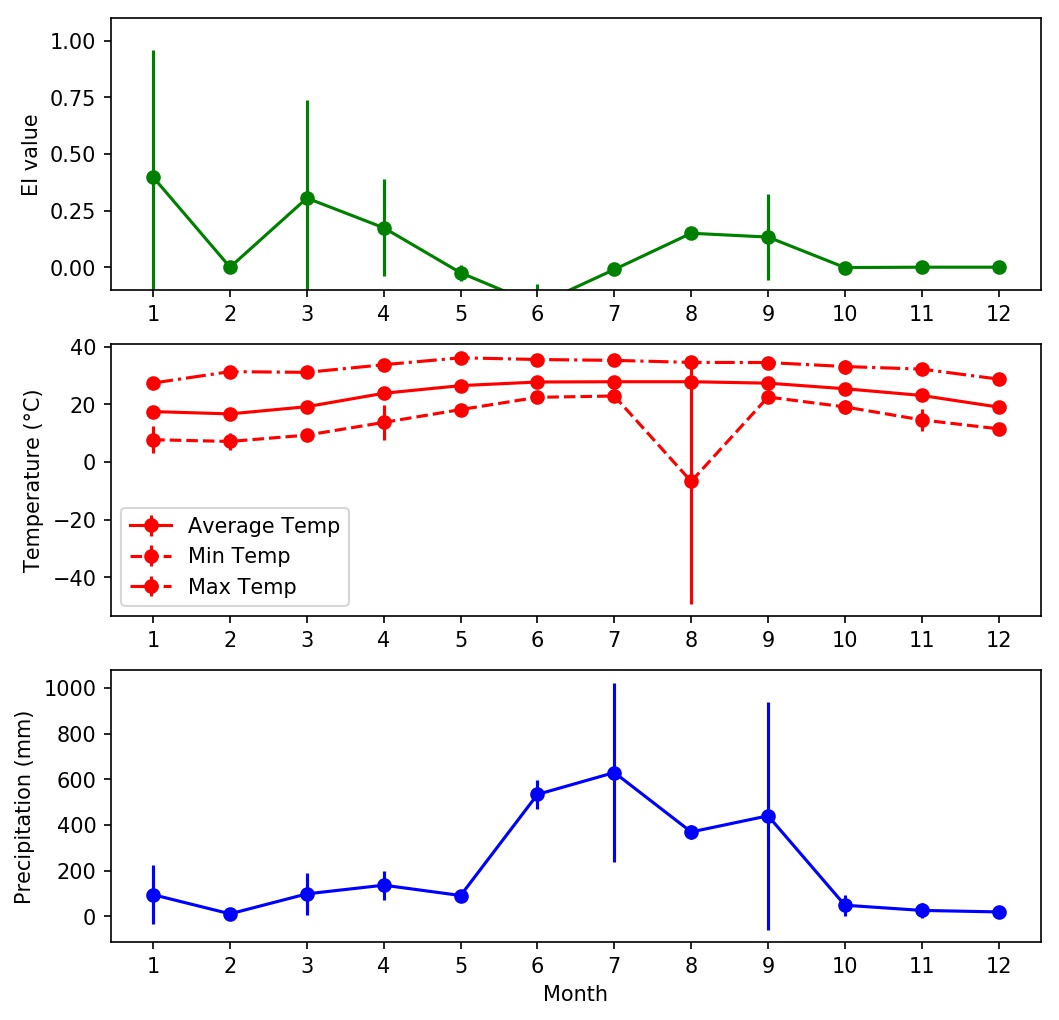 EI value
1.00
0.75
0.50
0.25
0.00
1 2 3 4 5 6 7 8 9 10 11 12
Temperature (°C)
40
20
0
−20
−40
Average Temp
Min Temp
Max Temp
1 2 3 4 5 6 7 8 9 10 11 12
Precipitation (mm)
1000
800
600
400
200
0
1 2 3 4 5 6 7 8 9 10 11 12
Month